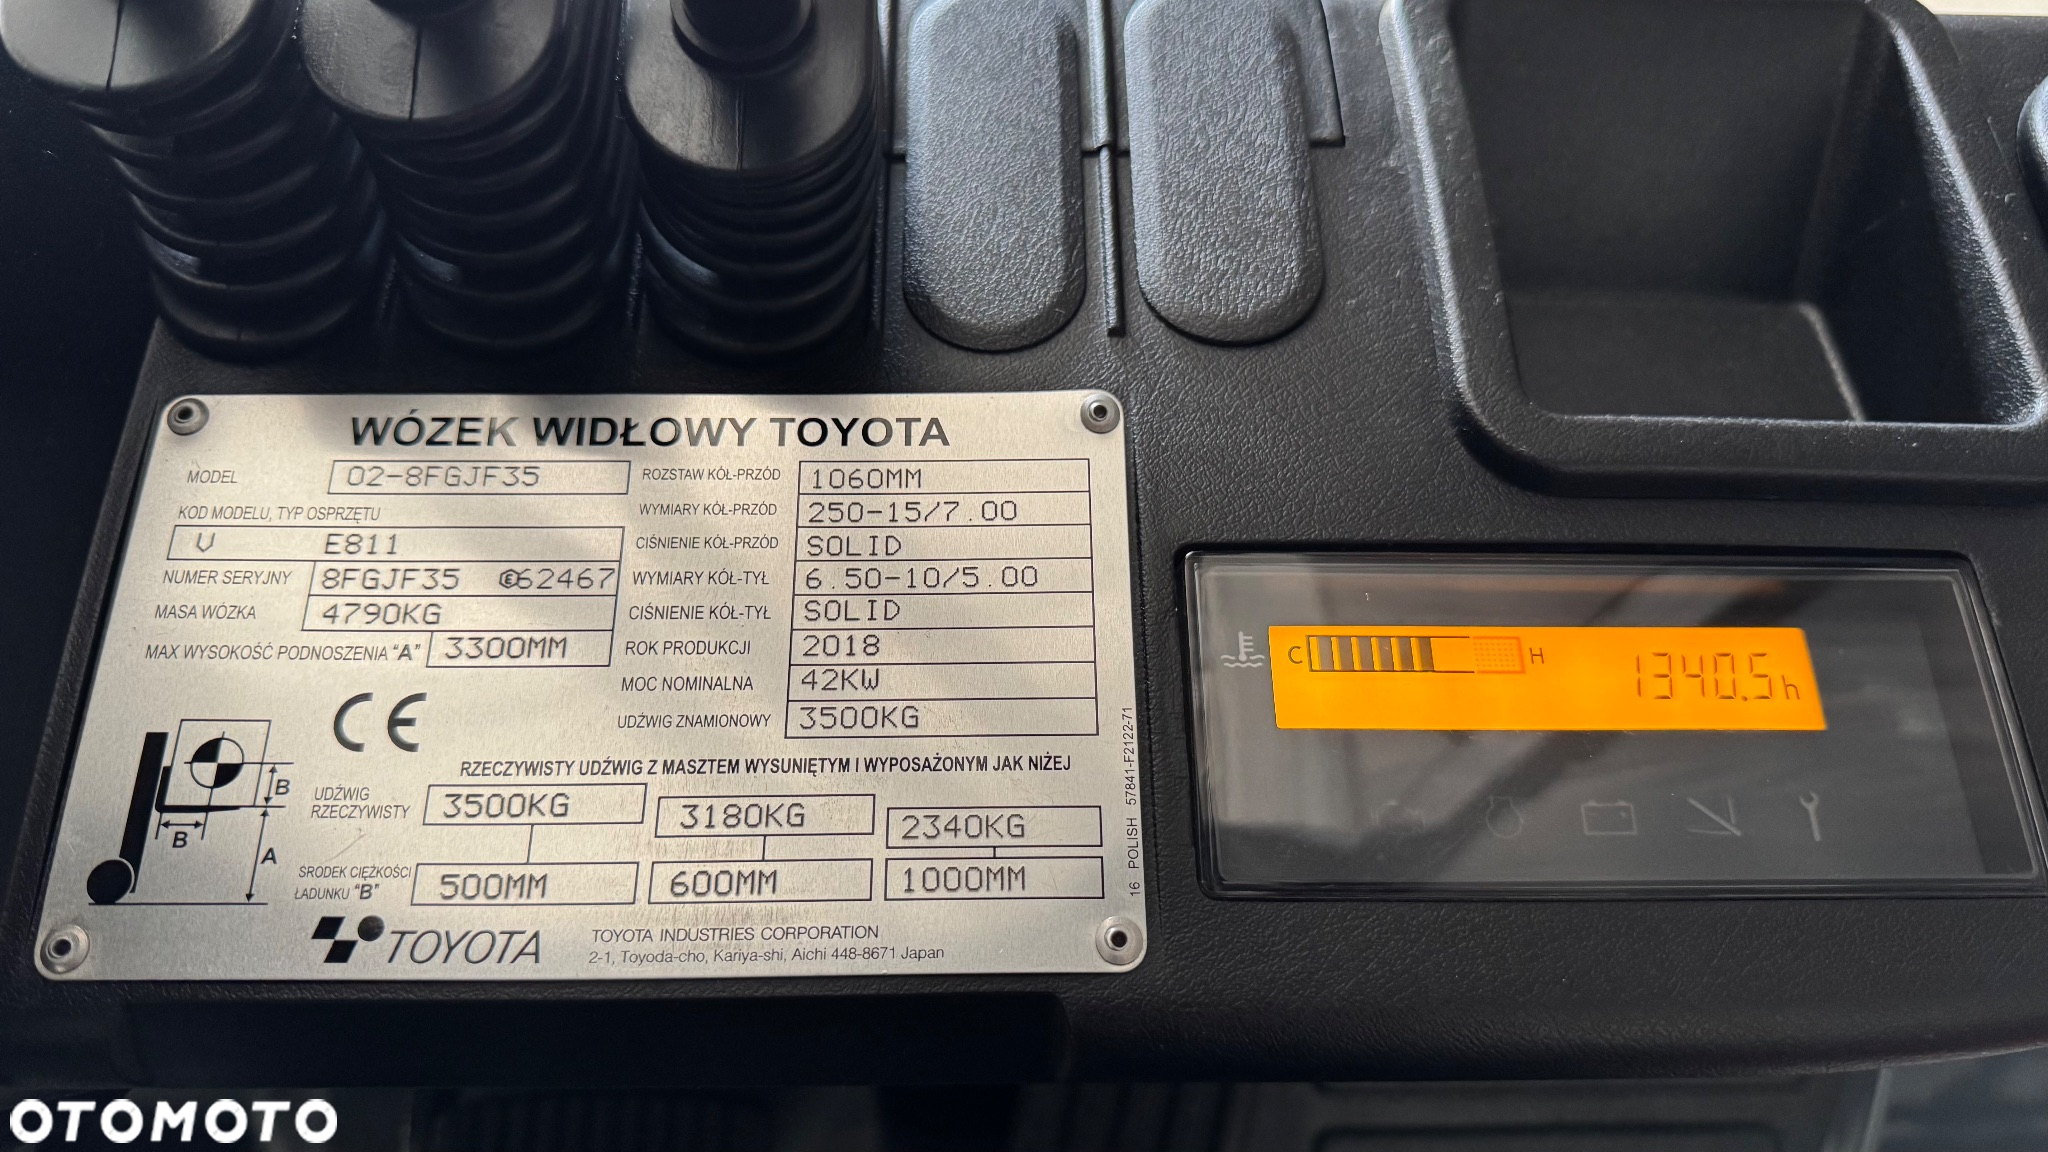 WÓZEK WIDŁOWY TOYOTA
MODEL 02-8FGJF35
KOD MODELU, TYP OSPRZĘTU
V E811
NUMER SERYJNY 8FGJF35 E62467
MASA WÓZKA 4790KG
MAX WYSOKOŚĆ PODNOSZENIA "A" 3300MM
ROZSTAW KÓŁ-PRZÓD 1060MM
WYMIARY KÓŁ-PRZÓD 250-15/7.00
CIŚNIENIE KÓŁ-PRZÓD SOLID
WYMIARY KÓŁ-TYŁ 6.50-10/5.00
CIŚNIENIE KÓŁ-TYŁ SOLID
ROK PRODUKCJI 2018
MOC NOMINALNA 42KW
UDŹWIG ZNAMIONOWY 3500KG
CE
RZECZYWISTY UDŹWIG Z MASZTEM WYSUNIĘTYM I WYPOSAŻONYM JAK NIŻEJ
B
B
A
UDŹWIG
RZECZYWISTY
3500KG 3180KG 2340KG
ŚRODEK CIĘŻKOŚCI
ŁADUNKU "B"
500MM 600MM 1000MM
TOYOTA
TOYOTA INDUSTRIES CORPORATION
2-1, Toyoda-cho, Kariya-shi, Aichi 448-8671 Japan
16 POLISH 57841-F2122-71
C H 1340.5h
OTOMOTO